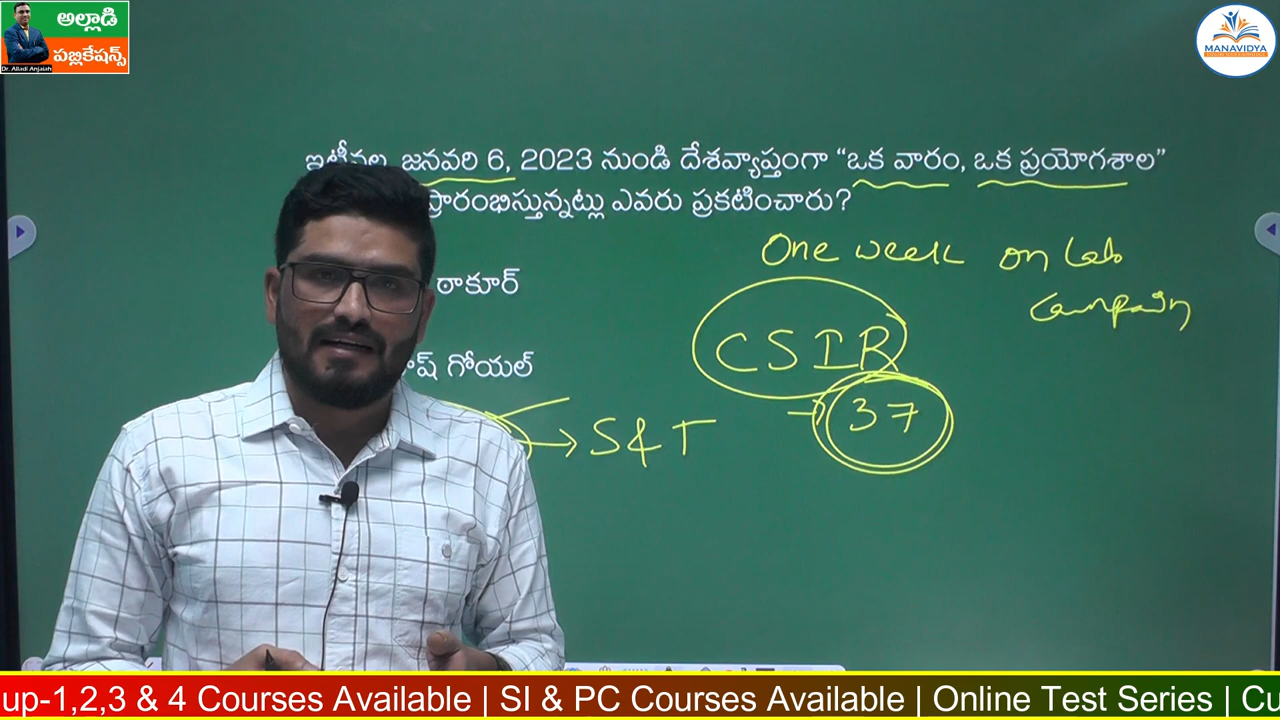 అల్లాడి
పబ్లికేషన్స్
Dr. Alladi Anjaiah
MANAVIDYA
జనవరి 6, 2023 నుండి దేశవ్యాప్తంగా “ఒక వారం, ఒక ప్రయోగశాల”
ప్రారంభిస్తున్నట్లు ఎవరు ప్రకటించారు?
One week on Lab
campain
ఠాకూర్
CSIR
గోయల్
→ 37
→ S&T
up-1,2,3 & 4 Courses Available | SI & PC Courses Available | Online Test Series | Cu